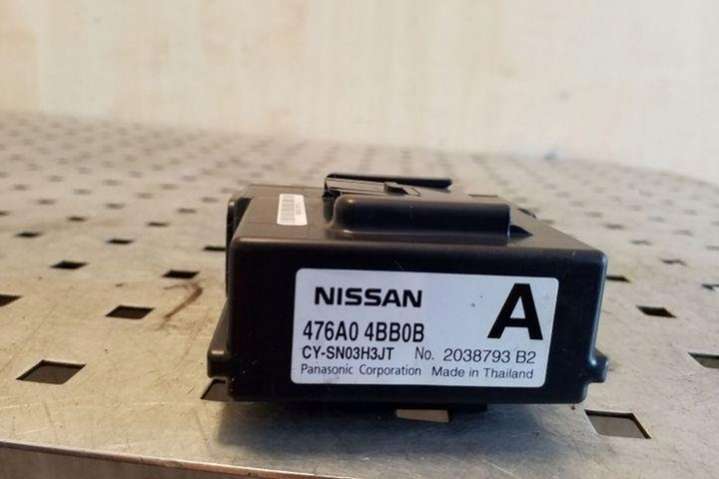 NISSAN
A
476A0 4BB0B
CY-SN03H3JT No. 2038793 B2
Panasonic Corporation Made in Thailand